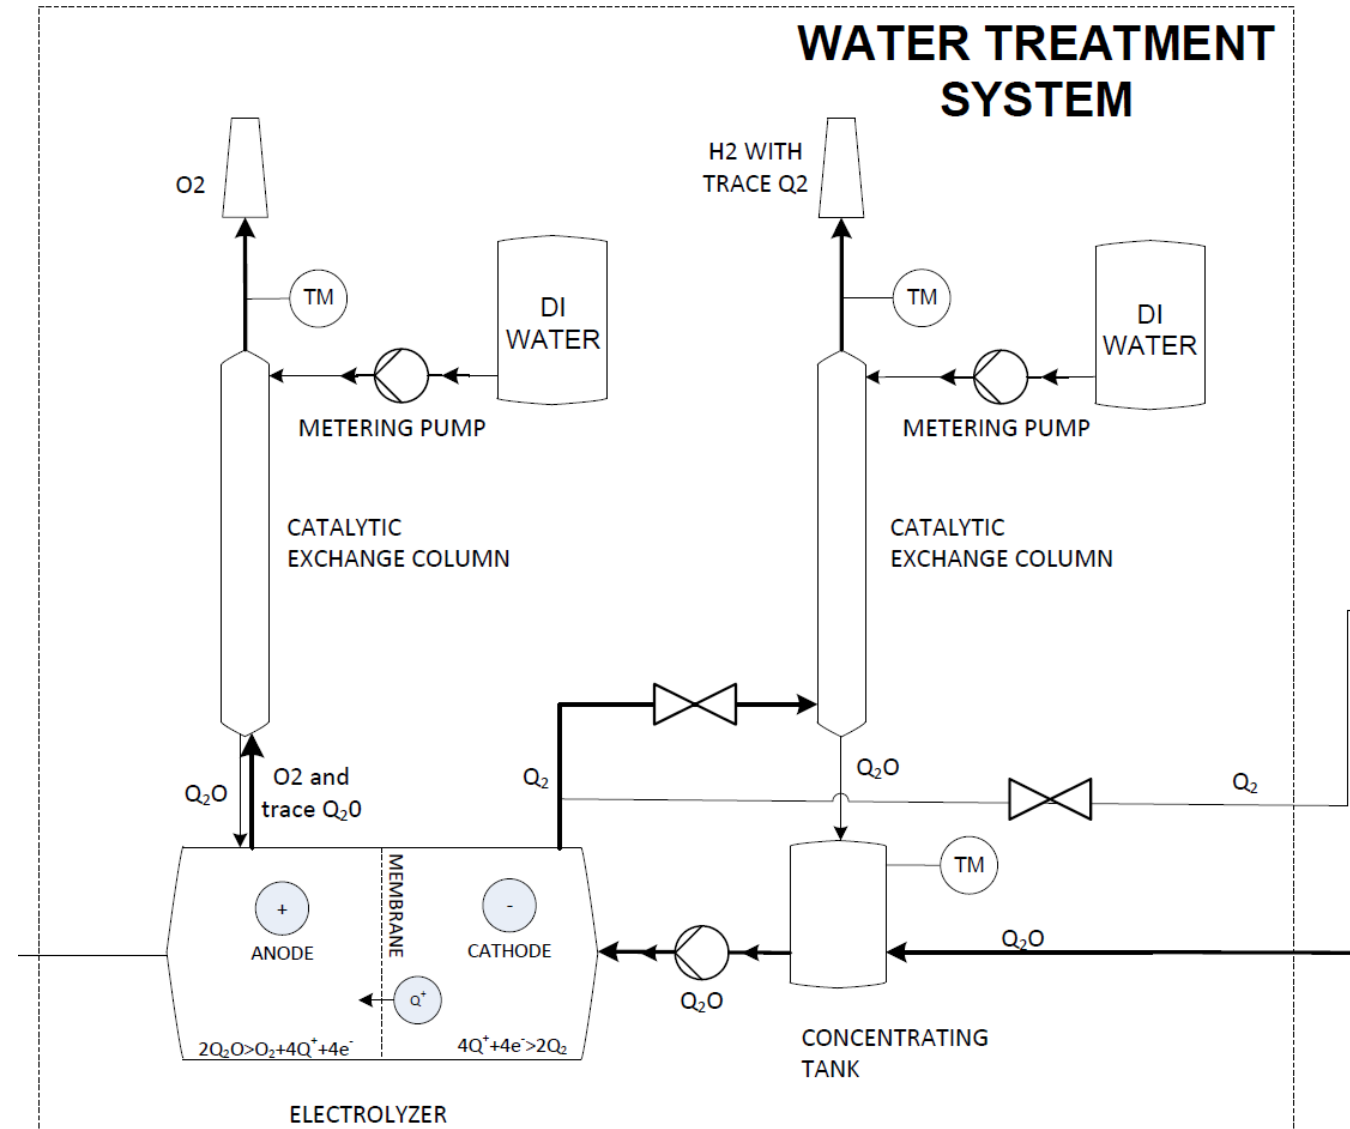 WATER TREATMENT
SYSTEM
O2
H2 WITH
TRACE Q2
TM
DI
WATER
METERING PUMP
TM
DI
WATER
METERING PUMP
CATALYTIC
EXCHANGE COLUMN
CATALYTIC
EXCHANGE COLUMN
Q₂O
O2 and
trace Q₂0
Q₂
Q₂O
Q₂
MEMBRANE
+
ANODE
-
CATHODE
TM
Q₂O
Q⁺
Q₂O
2Q₂O>O₂+4Q⁺+4e⁻
4Q⁺+4e⁻>2Q₂
CONCENTRATING
TANK
ELECTROLYZER